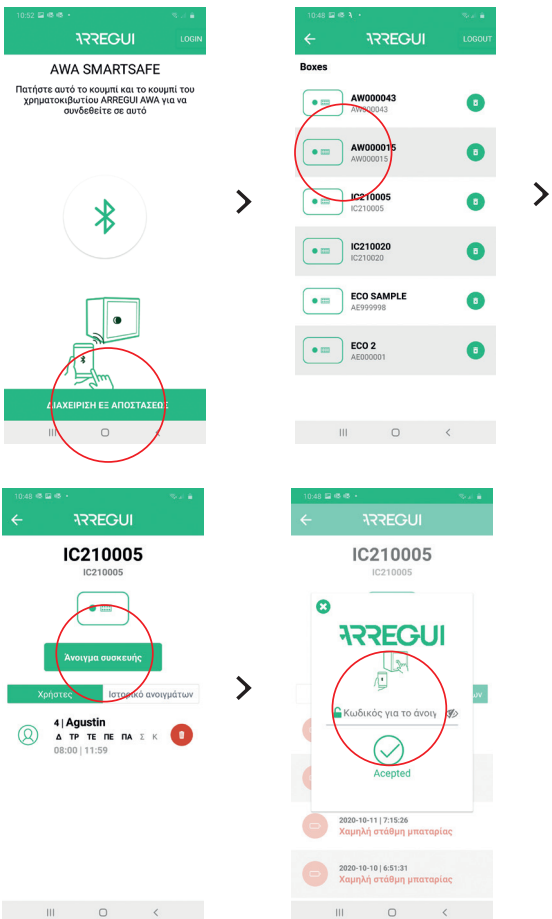 10:52
ARREGUI
LOGIN
AWA SMARTSAFE
Πατήστε αυτό το κουμπί και το κουμπί του
χρηματοκιβωτίου ARREGUI AWA για να
συνδεθείτε σε αυτό
ΔΙΑΧΕΙΡΙΣΗ ΕΞ ΑΠΟΣΤΑΣΕΩΣ
10:48
ARREGUI
LOGOUT
Boxes
AW000043
AW000043
AW000015
AW000015
IC210005
IC210005
IC210020
IC210020
ECO SAMPLE
AE999998
ECO 2
AE000001
10:48
ARREGUI
IC210005
IC210005
Άνοιγμα συσκευής
Χρήστες
Ιστορικό ανοιγμάτων
4 | Agustin
Δ ΤΡ ΤΕ ΠΕ ΠΑ Σ Κ
08:00 | 11:59
10:48
ARREGUI
IC210005
IC210005
ARREGUI
Κωδικός για το άνοιγ
Acepted
ων
2020-10-11 | 7:15:26
Χαμηλή στάθμη μπαταρίας
2020-10-10 | 6:51:31
Χαμηλή στάθμη μπαταρίας